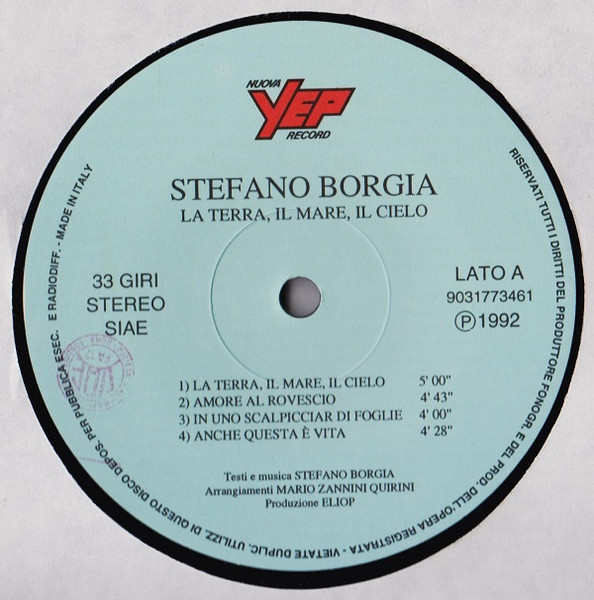 NUOVA
YEP
RECORD
STEFANO BORGIA
LA TERRA, IL MARE, IL CIELO
33 GIRI
STEREO
SIAE
LATO A
9031773461
Ⓟ 1992
1) LA TERRA, IL MARE, IL CIELO 5' 00"
2) AMORE AL ROVESCIO 4' 43"
3) IN UNO SCALPICCIAR DI FOGLIE 4' 00"
4) ANCHE QUESTA È VITA 4' 28"
Testi e musica STEFANO BORGIA
Arrangiamenti MARIO ZANNINI QUIRINI
Produzione ELIOP
RISERVATI TUTTI I DIRITTI DEL PRODUTTORE FONOGR. E DEL PROD. DELL'OPERA REGISTRATA - VIETATE DUPLIC. UTILIZZ. DI QUESTO DISCO DEPOS. PER PUBBLICA ESEC. E RADIODIFF. - MADE IN ITALY